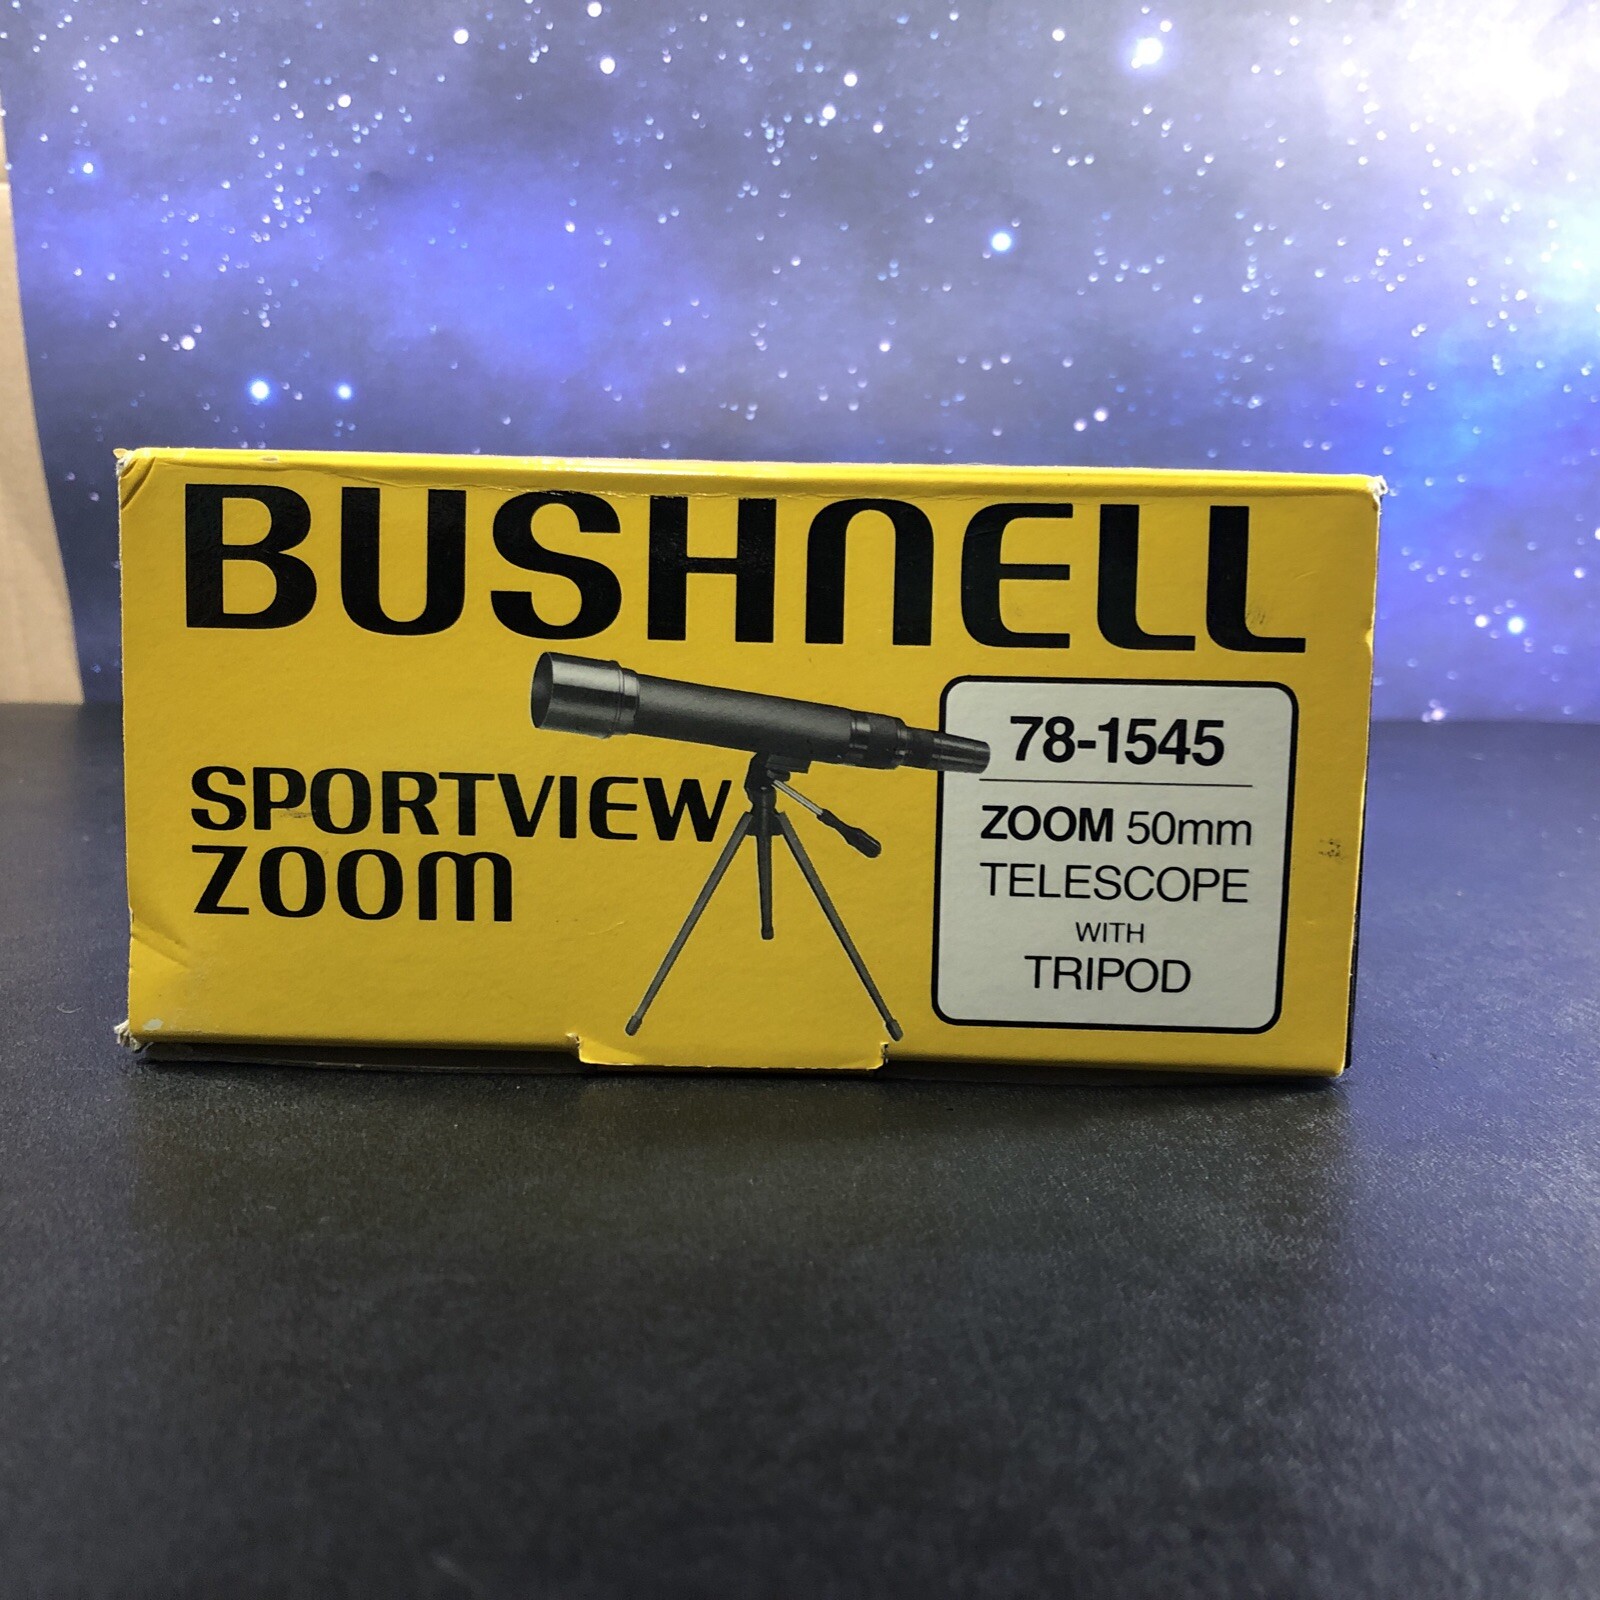 BUSHNELL
SPORTVIEW
ZOOM
78-1545
ZOOM 50mm
TELESCOPE
WITH
TRIPOD